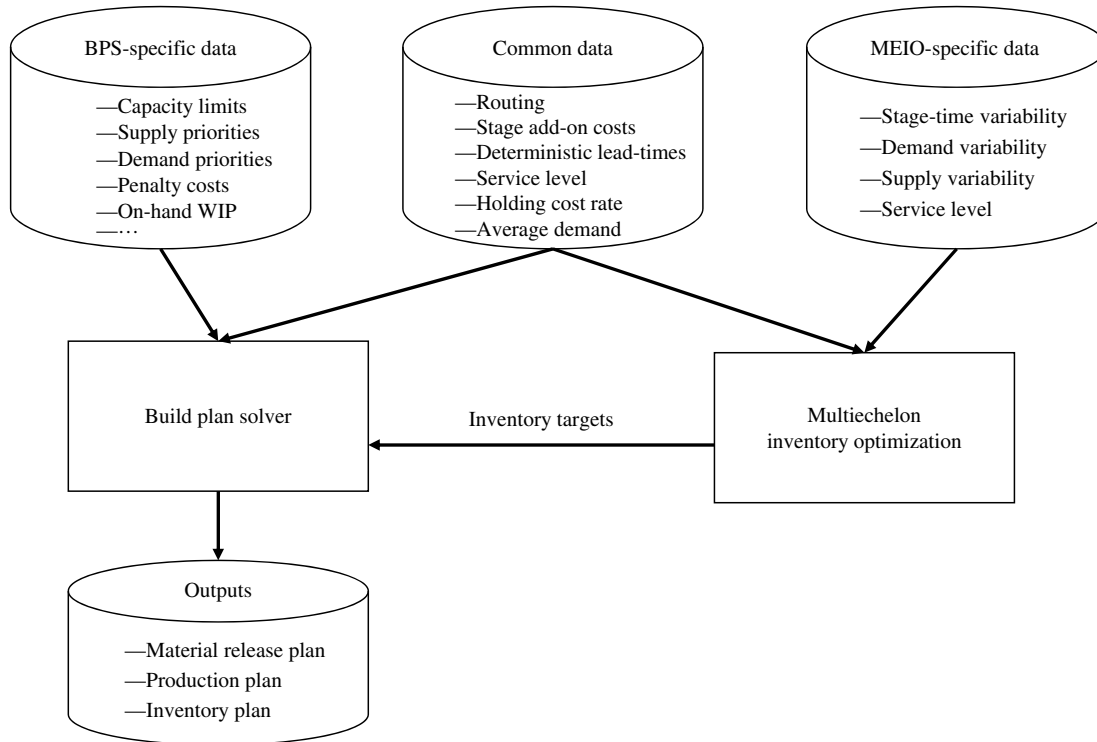 BPS-specific data
—Capacity limits
—Supply priorities
—Demand priorities
—Penalty costs
—On-hand WIP
—⋯
Common data
—Routing
—Stage add-on costs
—Deterministic lead-times
—Service level
—Holding cost rate
—Average demand
MEIO-specific data
—Stage-time variability
—Demand variability
—Supply variability
—Service level
Build plan solver
Inventory targets
Multiechelon
inventory optimization
Outputs
—Material release plan
—Production plan
—Inventory plan